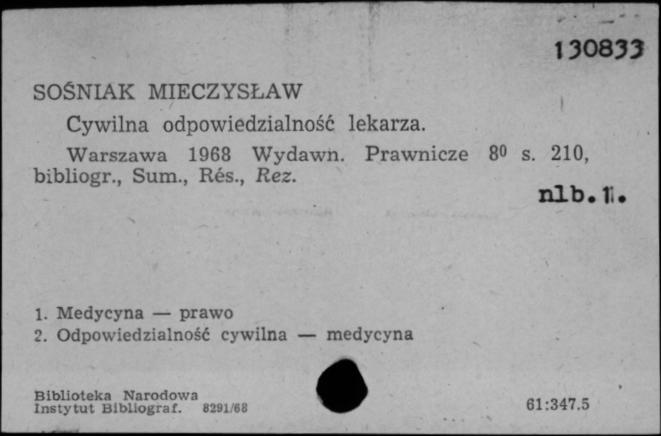 130833
SOŚNIAK MIECZYSŁAW
Cywilna odpowiedzialność lekarza.
Warszawa 1968 Wydawn. Prawnicze 8⁰ s. 210,
bibliogr., Sum., Rés., Rez.
nlb. 1.
1. Medycyna — prawo
2. Odpowiedzialność cywilna — medycyna
Biblioteka Narodowa
Instytut Bibliograf. 8291/68
61:347.5